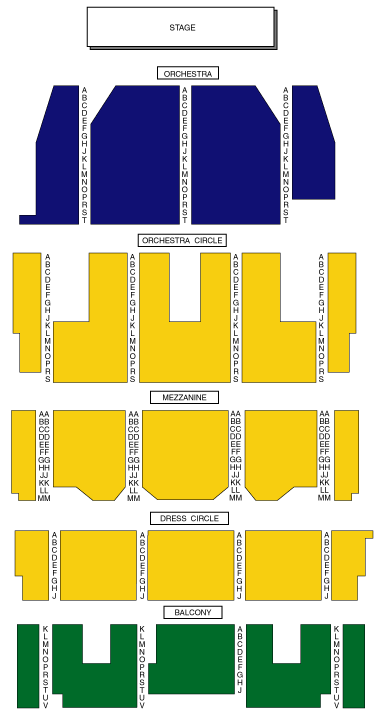 STAGE
ORCHESTRA
A A A
B B B
C C C
D D D
E E E
F F F
G G G
H H H
J J J
K K K
L L L
M M M
N N N
O O O
P P P
R R R
S S S
T T T
ORCHESTRA CIRCLE
A A A A
B B B B
C C C C
D D D D
E E E E
F F F F
G G G G
H H H H
J J J J
K K K K
L L L L
M M M M
N N N N
O O O O
P P P P
R R R R
S S S S
MEZZANINE
AA AA AA AA
BB BB BB BB
CC CC CC CC
DD DD DD DD
EE EE EE EE
FF FF FF FF
GG GG GG GG
HH HH HH HH
JJ JJ JJ JJ
KK KK KK KK
LL LL LL LL
MM MM MM MM
DRESS CIRCLE
A A A A
B B B B
C C C C
D D D D
E E E E
F F F F
G G G G
H H H H
J J J J
BALCONY
K K A K
L L B L
M M C M
N N D N
O O E O
P P F P
R R G R
S S H S
T T J T
U U U
V V V